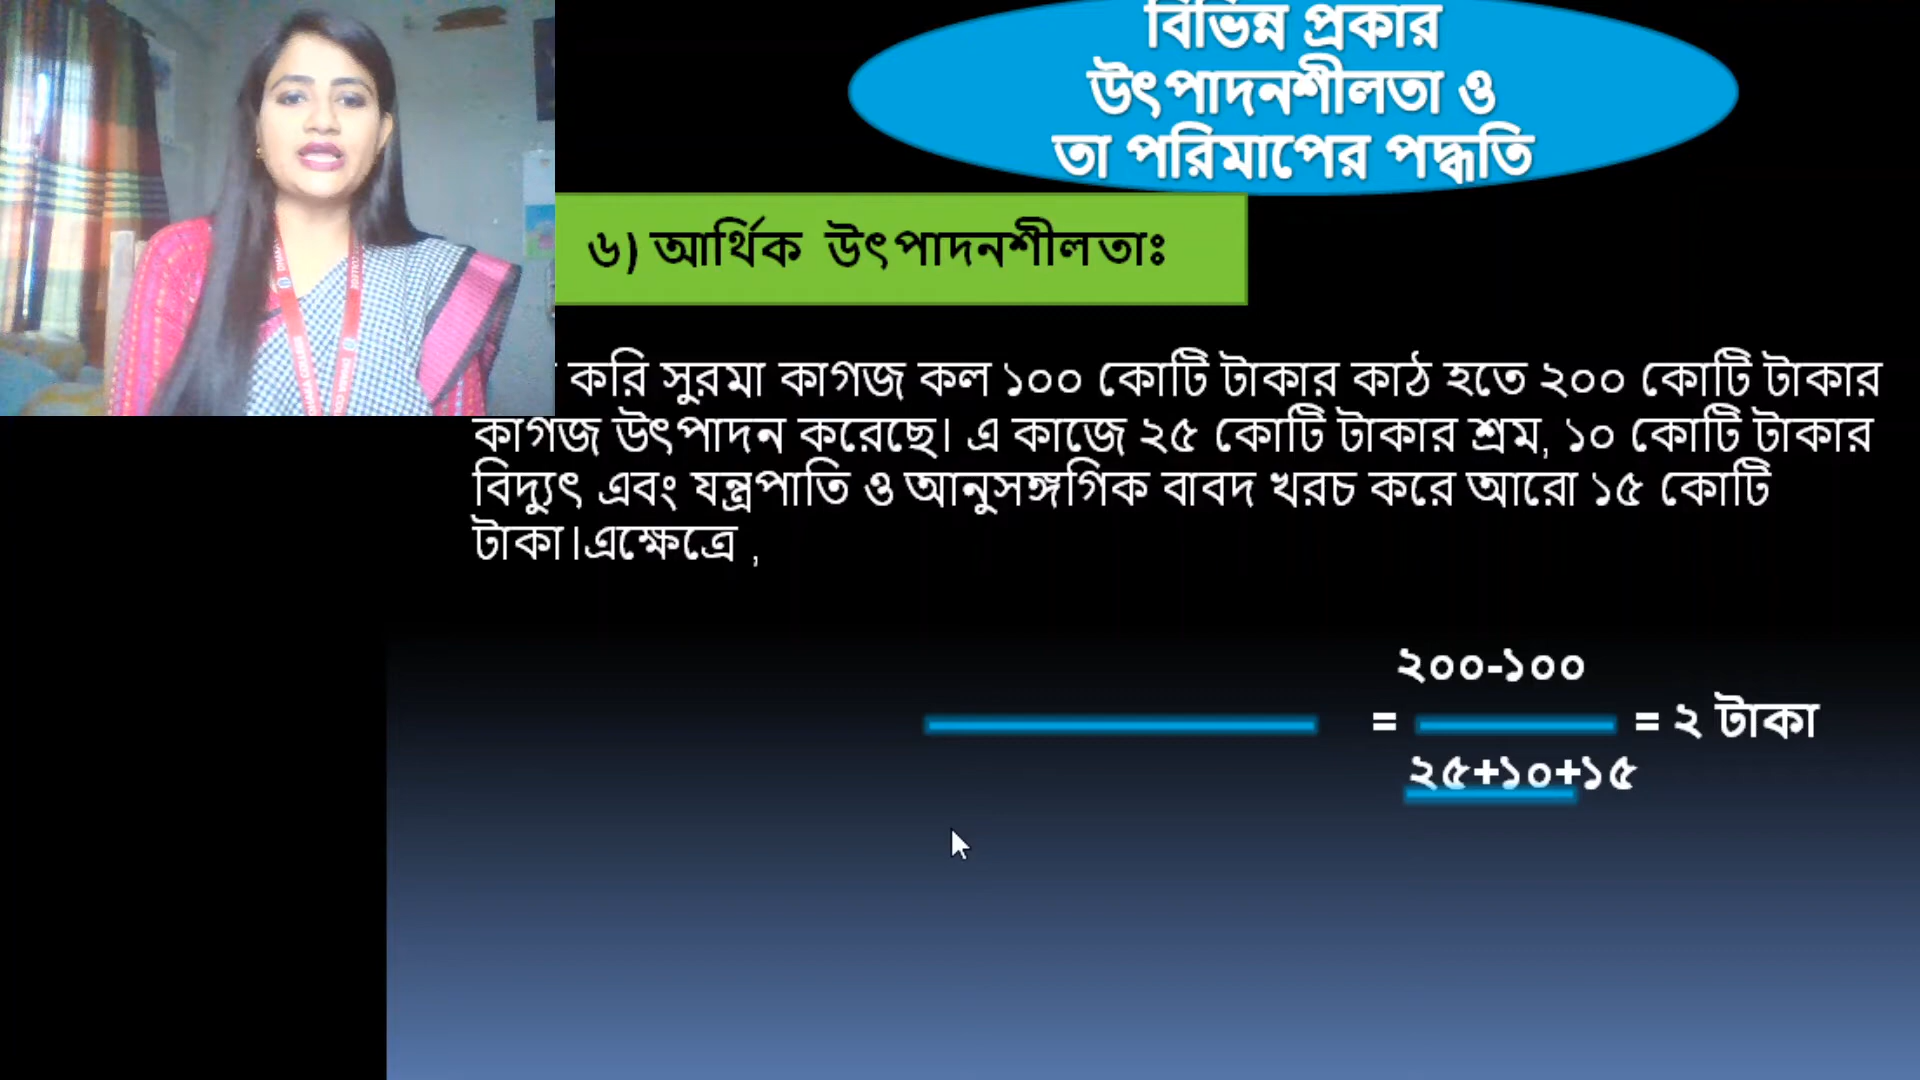 বিভিন্ন প্রকার
উৎপাদনশীলতা ও
তা পরিমাপের পদ্ধতি
৬) আর্থিক উৎপাদনশীলতাঃ
করি সুরমা কাগজ কল ১০০ কোটি টাকার কাঠ হতে ২০০ কোটি টাকার
কাগজ উৎপাদন করেছে। এ কাজে ২৫ কোটি টাকার শ্রম, ১০ কোটি টাকার
বিদ্যুৎ এবং যন্ত্রপাতি ও আনুসঙ্গগিক বাবদ খরচ করে আরো ১৫ কোটি
টাকা।এক্ষেত্রে ,
২০০-১০০
= = ২ টাকা
২৫+১০+১৫